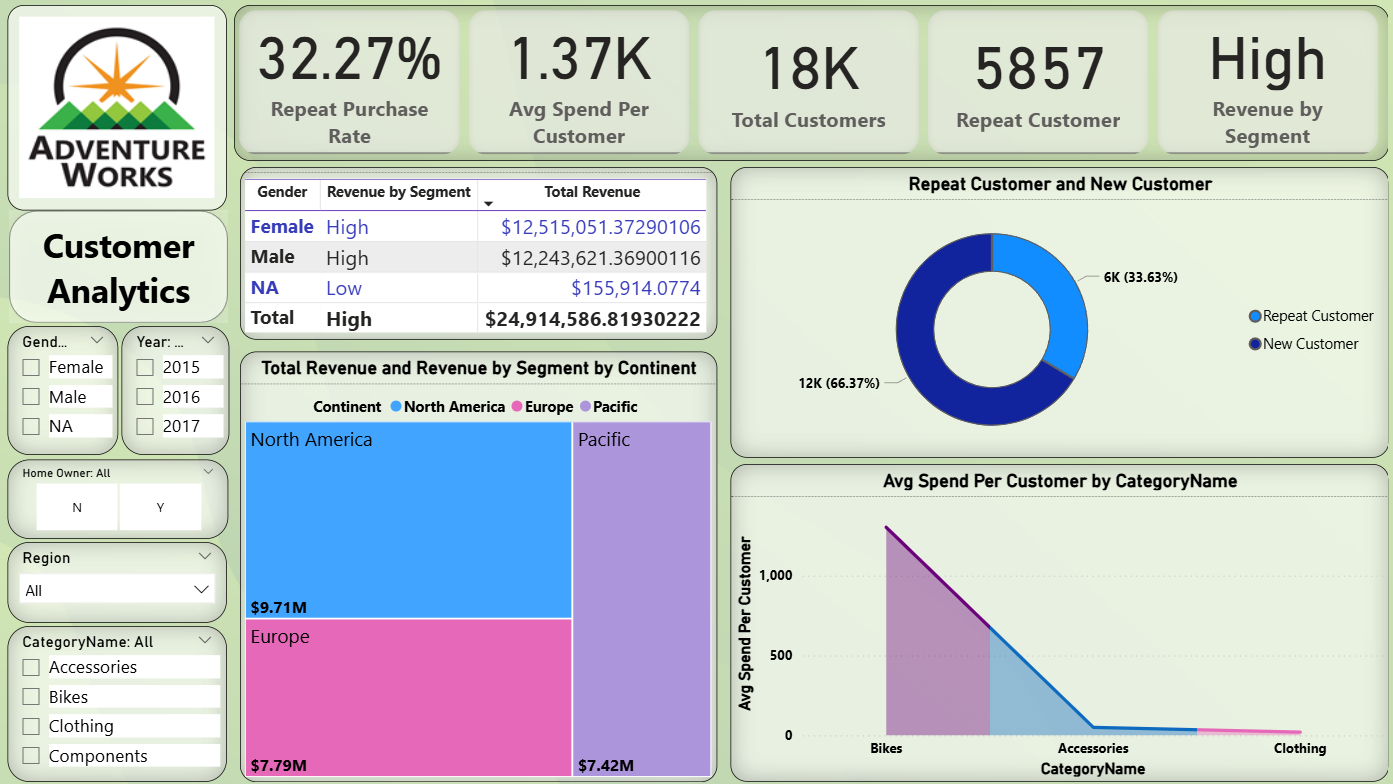 ADVENTURE
WORKS
Customer
Analytics
Gend...
Female
Male
NA
Year: ...
2015
2016
2017
Home Owner: All
N
Y
Region
All
CategoryName: All
Accessories
Bikes
Clothing
Components
32.27%
Repeat Purchase
Rate
1.37K
Avg Spend Per
Customer
18K
Total Customers
5857
Repeat Customer
High
Revenue by
Segment
Gender Revenue by Segment Total Revenue
Female High $12,515,051.37290106
Male High $12,243,621.36900116
NA Low $155,914.0774
Total High $24,914,586.81930222
Total Revenue and Revenue by Segment by Continent
Continent North America Europe Pacific
North America
$9.71M
Europe
$7.79M
Pacific
$7.42M
Repeat Customer and New Customer
6K (33.63%)
12K (66.37%)
Repeat Customer
New Customer
Avg Spend Per Customer by CategoryName
Avg Spend Per Customer
1,000
500
0
Bikes Accessories Clothing
CategoryName